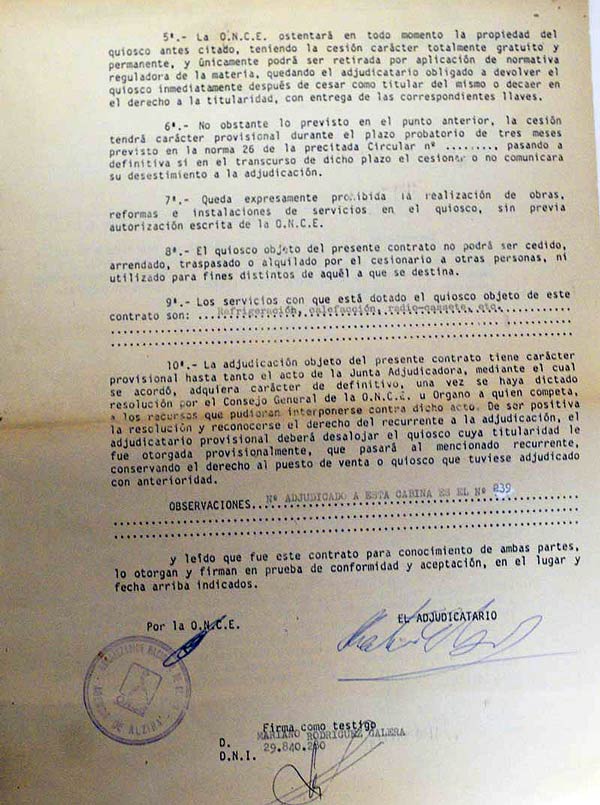 5ª.- La O.N.C.E. ostentará en todo momento la propiedad del
quiosco antes citado, teniendo la cesión carácter totalmente gratuito y
permanente, y únicamente podrá ser retirada por aplicación de normativa
reguladora de la materia, quedando el adjudicatario obligado a devolver el
quiosco inmediatamente después de cesar como titular del mismo o decaer en
el derecho a la titularidad, con entrega de las correspondientes llaves.
6ª.- No obstante lo previsto en el punto anterior, la cesión
tendrá carácter provisional durante el plazo probatorio de tres meses
previsto en la norma 26 de la precitada Circular nº ........, pasando a
definitiva si en el transcurso de dicho plazo el cesionar o no comunicara
su desestimiento a la adjudicación.
7ª.- Queda expresamente prohibida la realización de obras,
reformas e instalaciones de servicios en el quiosco, sin previa
autorización escrita de la O.N.C.E.
8ª.- El quiosco objeto del presente contrato no podrá ser cedido,
arrendado, traspasado o alquilado por el cesionario a otras personas, ni
utilizado para fines distintos de aquél a que se destina.
9ª.- Los servicios con que está dotado el quiosco objeto de este
contrato son: ...Refrigeración, calefacción, radio-cassete, etc.
10ª.- La adjudicación objeto del presente contrato tiene carácter
provisional hasta tanto el acto de la Junta Adjudicadora, mediante el cual
se acordó, adquiera carácter de definitivo, una vez se haya dictado
resolución por el Consejo General de la O.N.C.E. u Organo a quien competa,
a los recursos que pudieran interponerse contra dicho acto. De ser positiva
la resolución y reconocerse el derecho del recurrente a la adjudicación, el
adjudicatario provisional deberá desalojar el quiosco cuya titularidad le
fue otorgada provisionalmente, que pasará al mencionado recurrente,
conservando el derecho al puesto de venta o quiosco que tuviese adjudicado
con anterioridad.
OBSERVACIONES...Nº ADJUDICADO A ESTA CABINA ES EL Nº 039
y leído que fue este contrato para conocimiento de ambas partes,
lo otorgan y firman en prueba de conformidad y aceptación, en el lugar y
fecha arriba indicados.
Por la O.N.C.E.
EL ADJUDICATARIO
DE ALZIRA
Firma como testigo
D. MARIANO RODRIGUEZ GALERA
D.N.I. 29.840.280